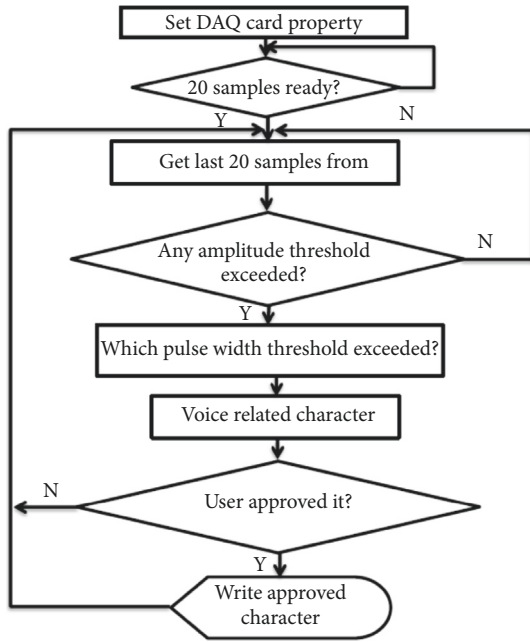 Set DAQ card property
20 samples ready?
Y
N
Get last 20 samples from
Any amplitude threshold
exceeded?
N
Y
Which pulse width threshold exceeded?
Voice related character
N
User approved it?
Y
Write approved
character